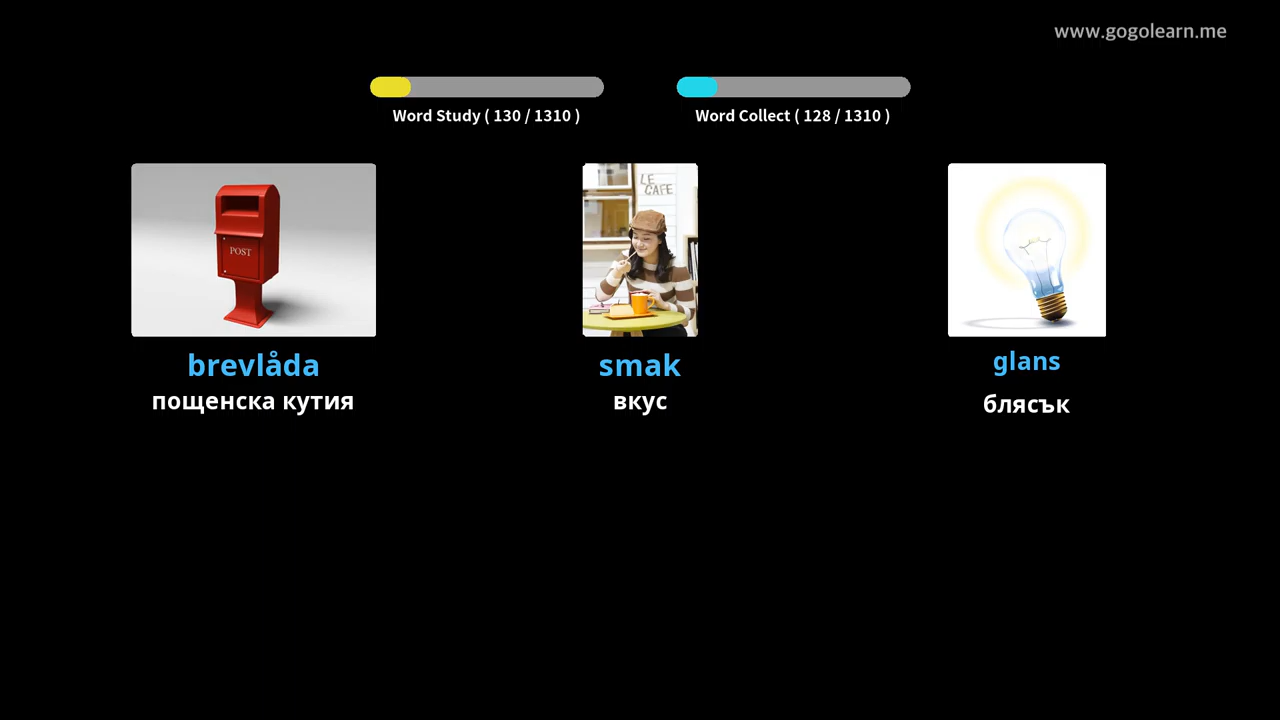 www.gogolearn.me
Word Study ( 130 / 1310 )
Word Collect ( 128 / 1310 )
POST
LE
CAFE
brevlåda
smak
glans
пощенска кутия
вкус
блясък